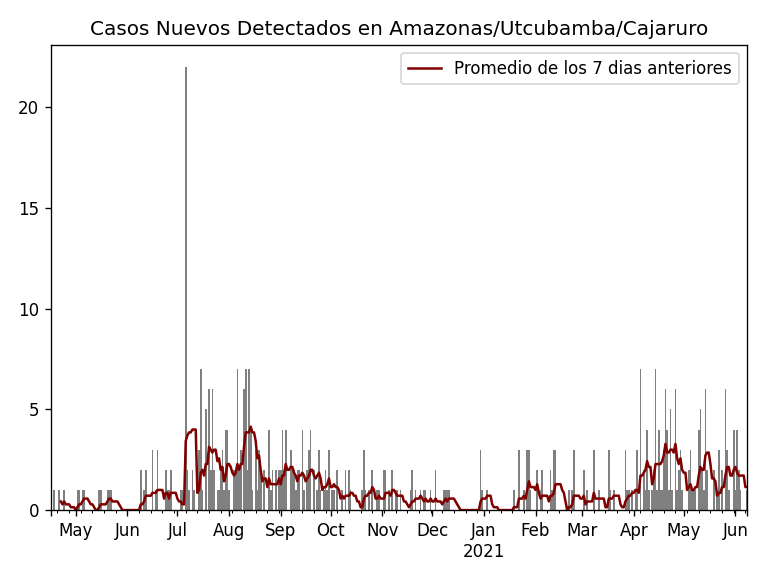 Casos Nuevos Detectados en Amazonas/Utcubamba/Cajaruro
Promedio de los 7 dias anteriores
20
15
10
5
0
May Jun Jul Aug Sep Oct Nov Dec Jan Feb Mar Apr May Jun
2021